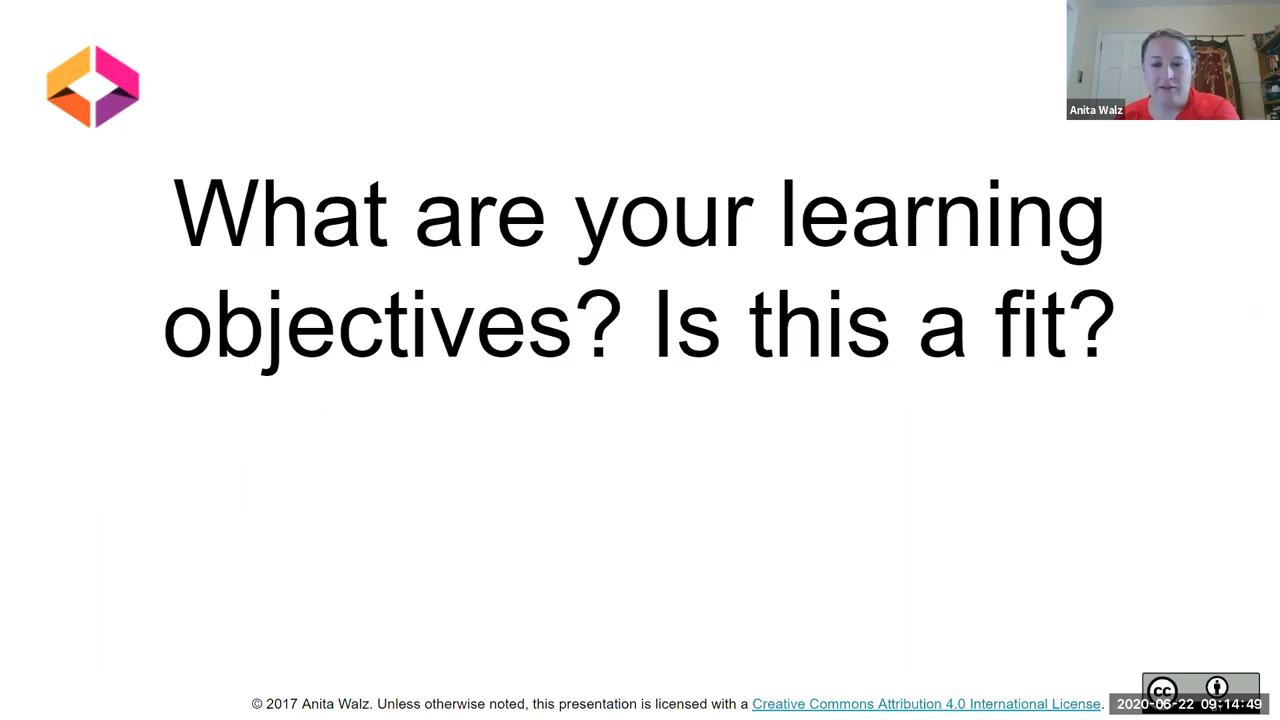 Anita Walz
What are your learning
objectives? Is this a fit?
© 2017 Anita Walz. Unless otherwise noted, this presentation is licensed with a Creative Commons Attribution 4.0 International License.
cc
2020-06-22 09:14:49